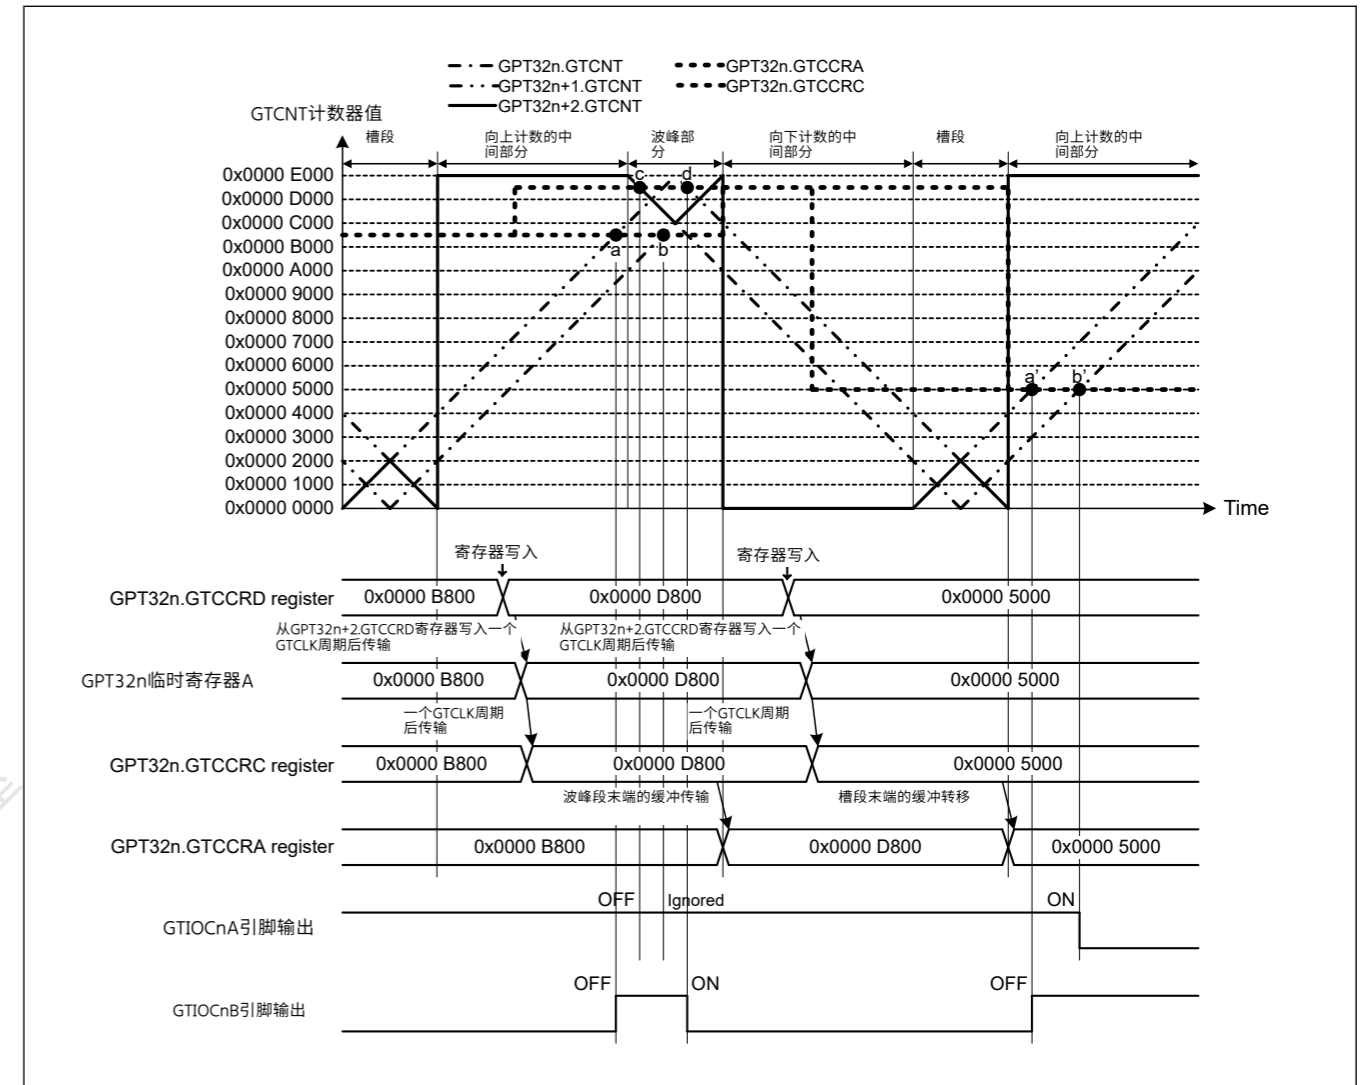 GPT32n.GTCNT
GPT32n.GTCCRA
GPT32n+1.GTCNT
GPT32n.GTCCRC
GPT32n+2.GTCNT
GTCNT计数器值
槽段
向上计数的中
间部分
波峰部
分
向下计数的中
间部分
槽段
向上计数的中
间部分
0x0000 E000
0x0000 D000
0x0000 C000
0x0000 B000
0x0000 A000
0x0000 9000
0x0000 8000
0x0000 7000
0x0000 6000
0x0000 5000
0x0000 4000
0x0000 3000
0x0000 2000
0x0000 1000
0x0000 0000
c
d
a
b
a'
b'
Time
寄存器写入
寄存器写入
GPT32n.GTCCRD register
0x0000 B800
0x0000 D800
0x0000 5000
从GPT32n+2.GTCCRD寄存器写入一个
GTCLK周期后传输
从GPT32n+2.GTCCRD寄存器写入一个
GTCLK周期后传输
GPT32n临时寄存器A
0x0000 B800
0x0000 D800
0x0000 5000
一个GTCLK周期
后传输
一个GTCLK周期
后传输
GPT32n.GTCCRC register
0x0000 B800
0x0000 D800
0x0000 5000
波峰段末端的缓冲传输
槽段末端的缓冲转移
GPT32n.GTCCRA register
0x0000 B800
0x0000 D800
0x0000 5000
OFF
Ignored
ON
GTIOCnA引脚输出
OFF
ON
OFF
GTIOCnB引脚输出